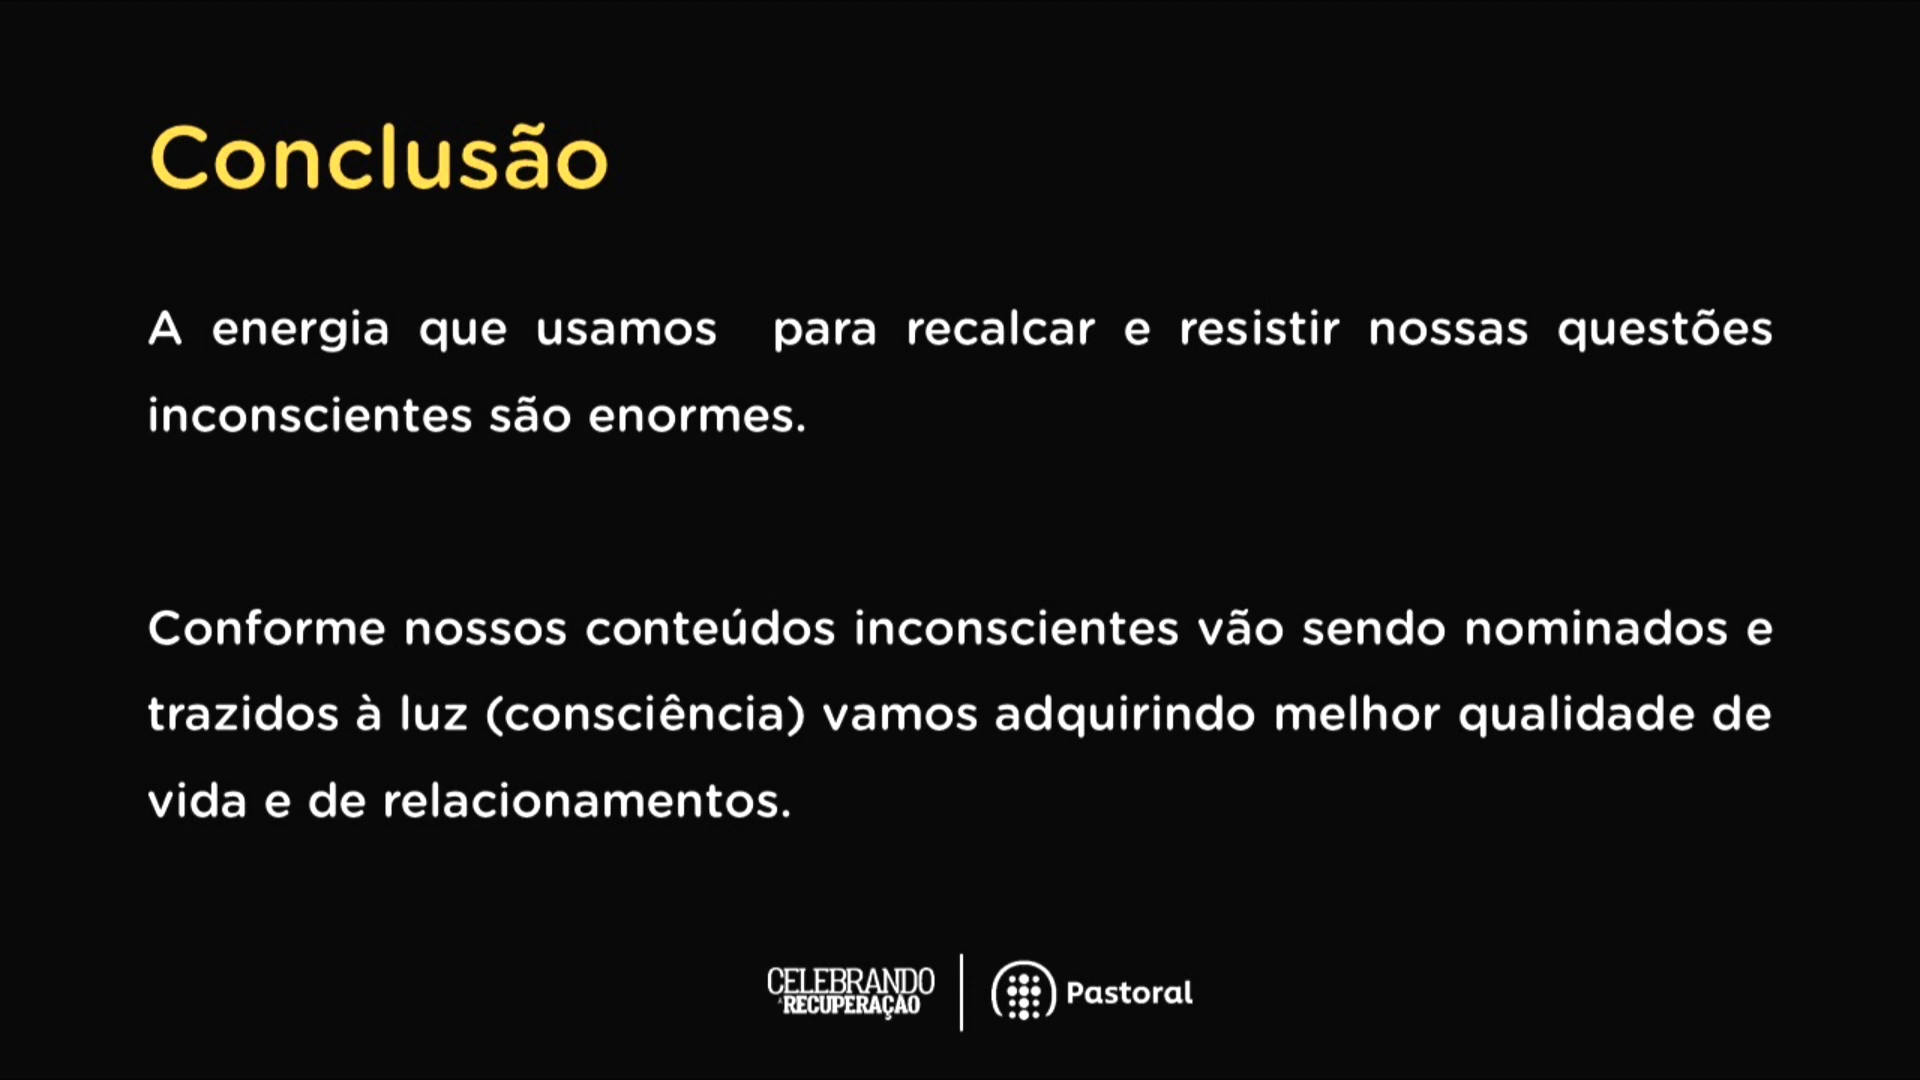 Conclusão
A energia que usamos para recalcar e resistir nossas questões
inconscientes são enormes.
Conforme nossos conteúdos inconscientes vão sendo nominados e
trazidos à luz (consciência) vamos adquirindo melhor qualidade de
vida e de relacionamentos.
CELEBRANDO
A RECUPERAÇÃO
Pastoral